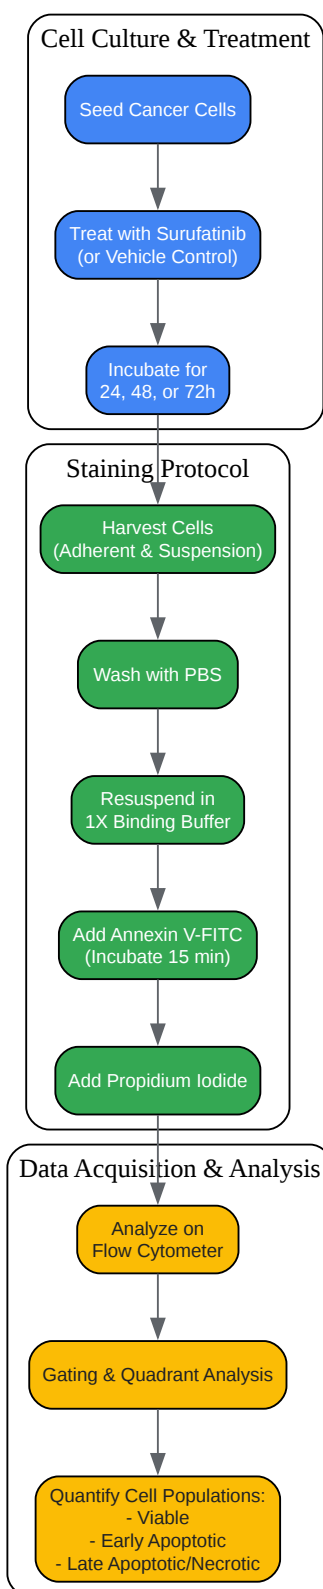 Cell Culture & Treatment
Seed Cancer Cells
Treat with Surufatinib
(or Vehicle Control)
Incubate for
24, 48, or 72h
Staining Protocol
Harvest Cells
(Adherent & Suspension)
Wash with PBS
Resuspend in
1X Binding Buffer
Add Annexin V-FITC
(Incubate 15 min)
Add Propidium Iodide
Data Acquisition & Analysis
Analyze on
Flow Cytometer
Gating & Quadrant Analysis
Quantify Cell Populations:
- Viable
- Early Apoptotic
- Late Apoptotic/Necrotic